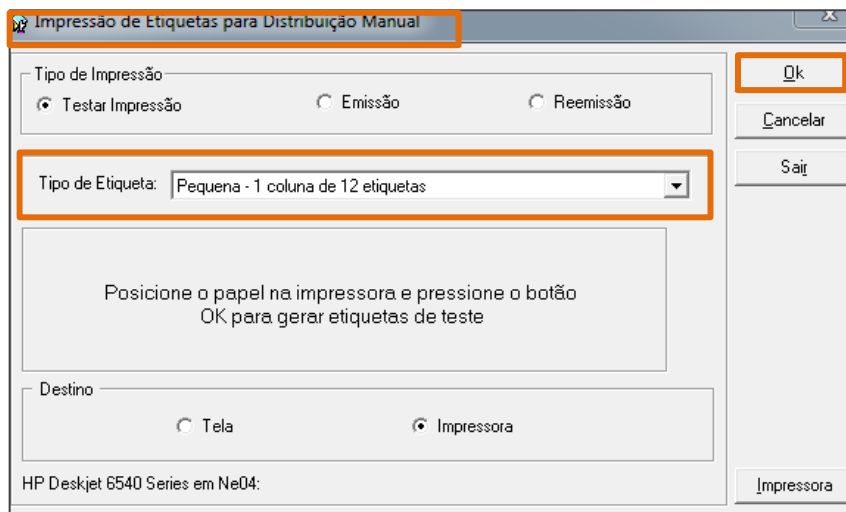 Impressão de Etiquetas para Distribuição Manual
Tipo de Impressão
Testar Impressão Emissão Reemissão
Ok
Cancelar
Tipo de Etiqueta: Pequena - 1 coluna de 12 etiquetas
Sair
Posicione o papel na impressora e pressione o botão
OK para gerar etiquetas de teste
Destino
Tela Impressora
HP Deskjet 6540 Series em Ne04:
Impressora